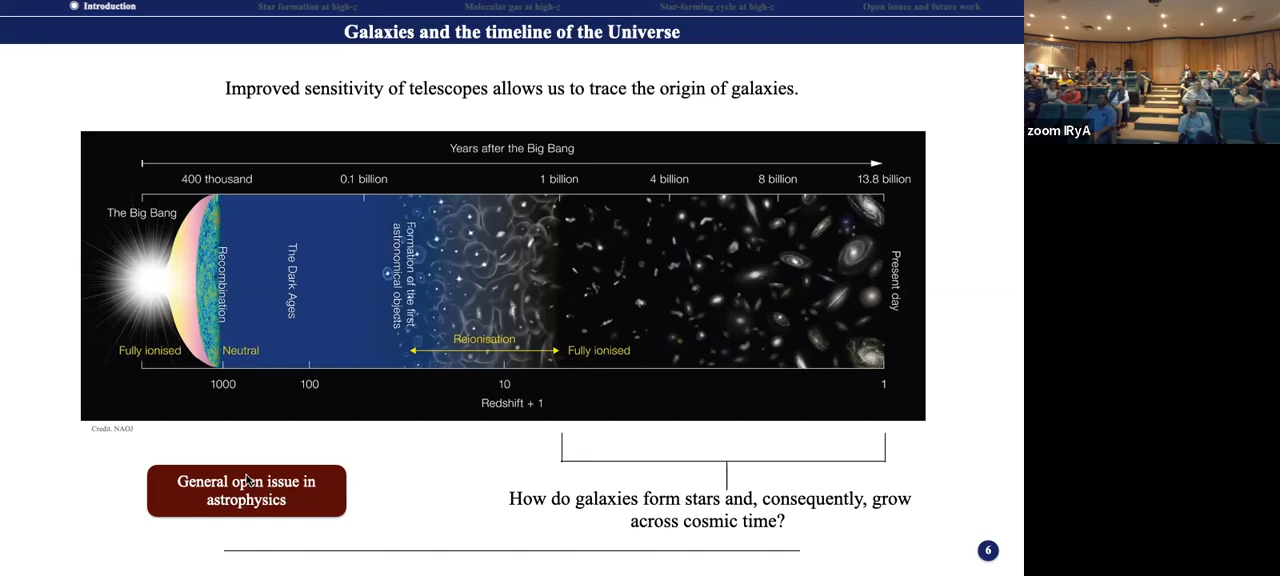 Introduction
Star formation at high-z
Molecular gas at high-z
Star-forming cycle at high-z
Open issues and future work
Galaxies and the timeline of the Universe
zoom IRyA
Improved sensitivity of telescopes allows us to trace the origin of galaxies.
Years after the Big Bang
400 thousand
0.1 billion
1 billion
4 billion
8 billion
13.8 billion
The Big Bang
Recombination
The Dark Ages
Formation of the first
astronomical objects
Present day
Reionisation
Fully ionised
Neutral
Fully ionised
1000
100
10
1
Redshift + 1
Credit. NAOJ
General open issue in
astrophysics
How do galaxies form stars and, consequently, grow
across cosmic time?
6